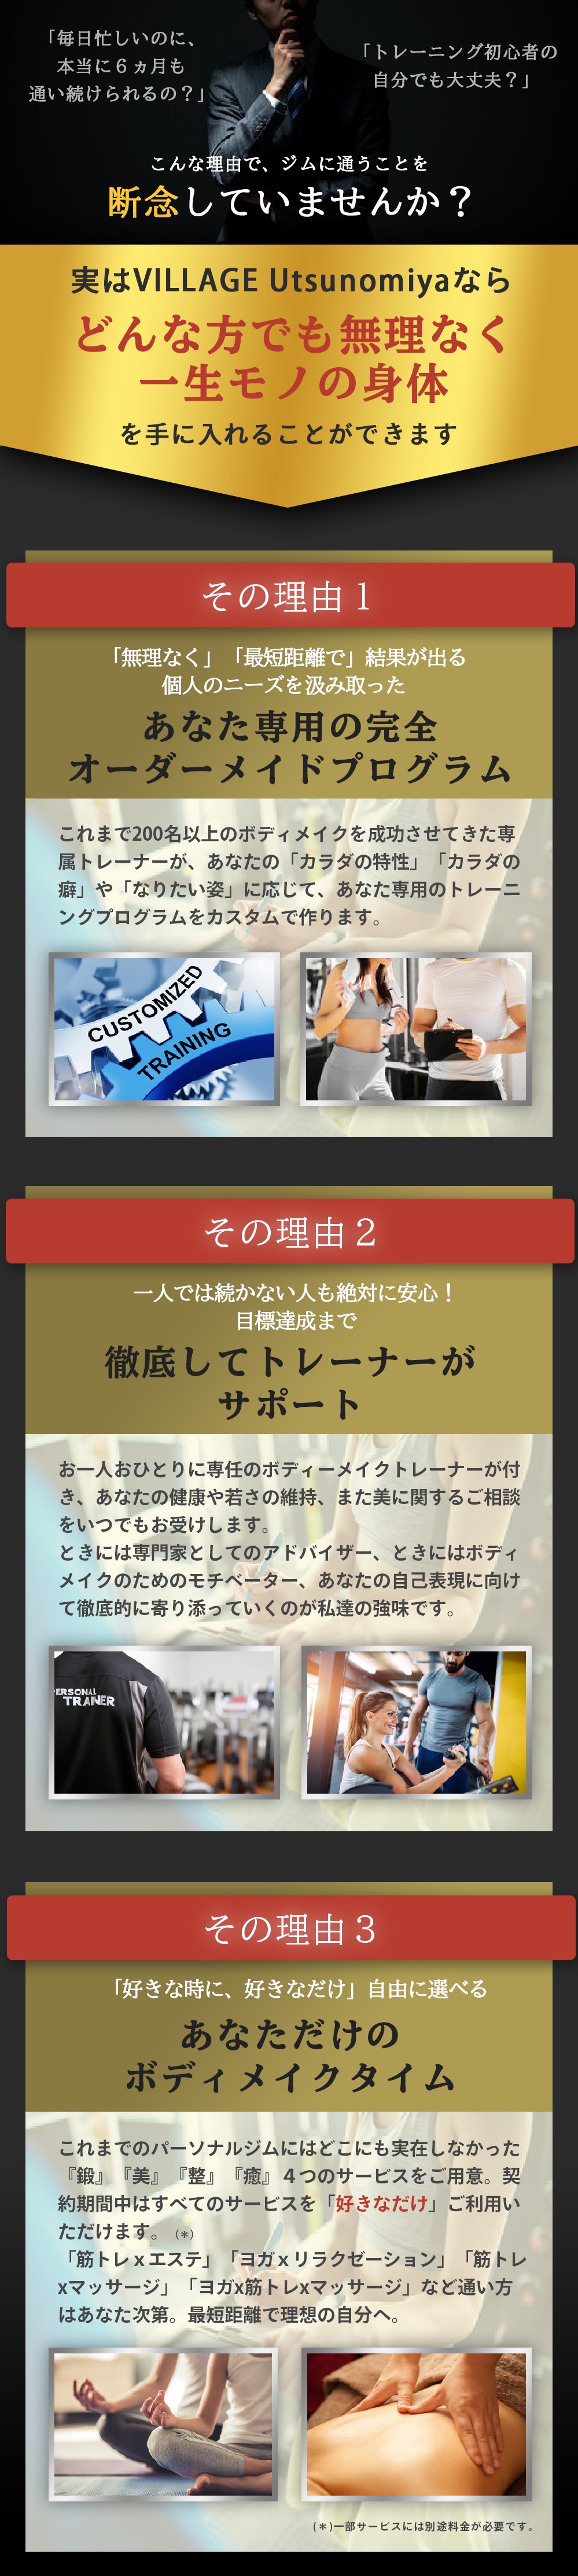 「毎日忙しいのに、
本当に６ヵ月も
通い続けられるの？」
「トレーニング初心者の
自分でも大丈夫？」
こんな理由で、ジムに通うことを
断念していませんか？
実はVILLAGE Utsunomiyaなら
どんな方でも無理なく
一生モノの身体
を手に入れることができます
その理由１
「無理なく」「最短距離で」結果が出る
個人のニーズを汲み取った
あなた専用の完全
オーダーメイドプログラム
これまで200名以上のボディメイクを成功させてきた専
属トレーナーが、あなたの「カラダの特性」「カラダの
癖」や「なりたい姿」に応じて、あなた専用のトレーニ
ングプログラムをカスタムで作ります。
CUSTOMIZED
TRAINING
その理由２
一人では続かない人も絶対に安心！
目標達成まで
徹底してトレーナーが
サポート
お一人おひとりに専任のボディーメイクトレーナーが付
き、あなたの健康や若さの維持、また美に関するご相談
をいつでもお受けします。
ときには専門家としてのアドバイザー、ときにはボディ
メイクのためのモチベーター、あなたの自己表現に向け
て徹底的に寄り添っていくのが私達の強味です。
ERSONAL
TRAINER
その理由３
「好きな時に、好きなだけ」自由に選べる
あなただけの
ボディメイクタイム
これまでのパーソナルジムにはどこにも実在しなかった
『鍛』『美』『整』『癒』４つのサービスをご用意。契
約期間中はすべてのサービスを「好きなだけ」ご利用い
ただけます。（＊）
「筋トレｘエステ」「ヨガｘリラクゼーション」「筋トレ
xマッサージ」「ヨガx筋トレxマッサージ」など通い方
はあなた次第。最短距離で理想の自分へ。
(＊)一部サービスには別途料金が必要です。